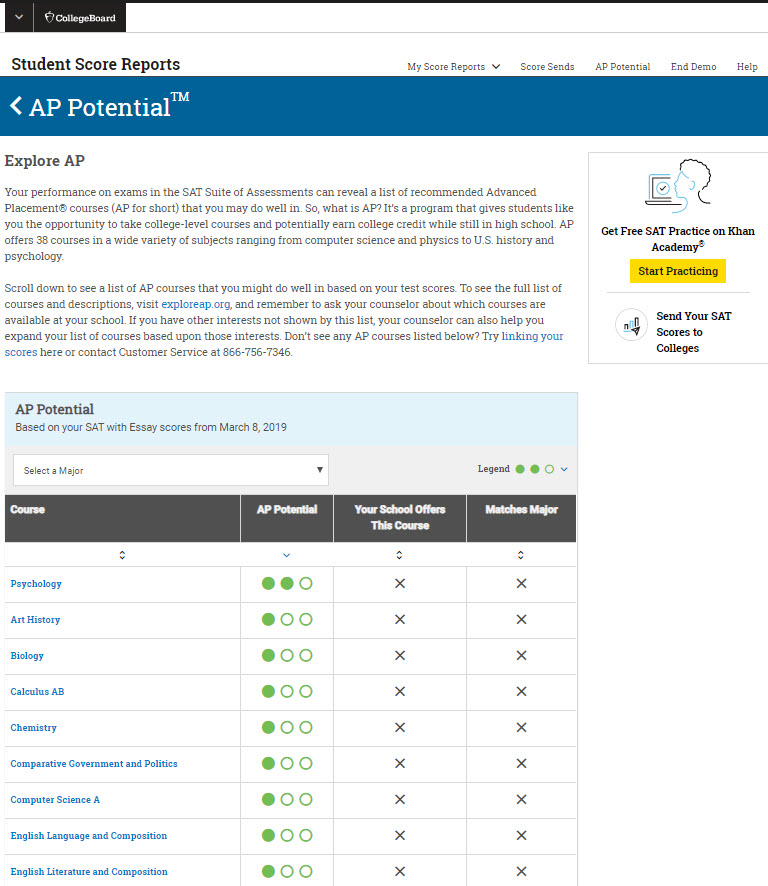 CollegeBoard
Student Score Reports
My Score Reports
Score Sends
AP Potential
End Demo
Help
AP Potential™
Explore AP
Your performance on exams in the SAT Suite of Assessments can reveal a list of recommended Advanced
Placement® courses (AP for short) that you may do well in. So, what is AP? It's a program that gives students like
you the opportunity to take college-level courses and potentially earn college credit while still in high school. AP
offers 38 courses in a wide variety of subjects ranging from computer science and physics to U.S. history and
psychology.
Scroll down to see a list of AP courses that you might do well in based on your test scores. To see the full list of
courses and descriptions, visit exploreap.org, and remember to ask your counselor about which courses are
available at your school. If you have other interests not shown by this list, your counselor can also help you
expand your list of courses based upon those interests. Don't see any AP courses listed below? Try linking your
scores here or contact Customer Service at 866-756-7346.
Get Free SAT Practice on Khan
Academy®
Start Practicing
Send Your SAT
Scores to
Colleges
AP Potential
Based on your SAT with Essay scores from March 8, 2019
Select a Major
Legend
Course
AP Potential
Your School Offers
This Course
Matches Major
Psychology
Art History
Biology
Calculus AB
Chemistry
Comparative Government and Politics
Computer Science A
English Language and Composition
English Literature and Composition